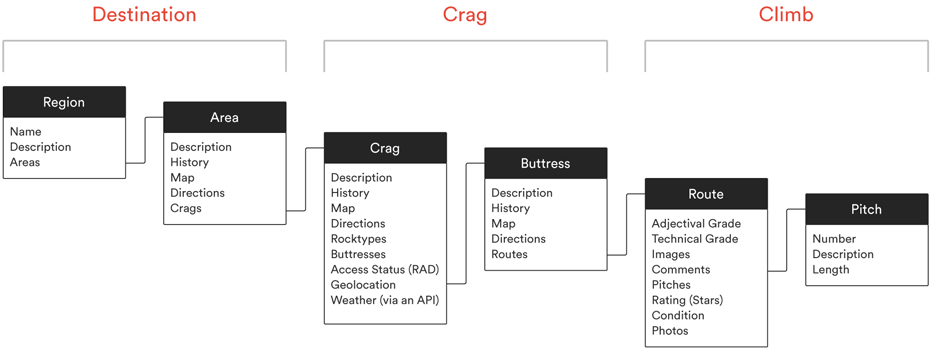 Destination
Crag
Climb
Region
Name
Description
Areas
Area
Description
History
Map
Directions
Crags
Crag
Description
History
Map
Directions
Rocktypes
Buttresses
Access Status (RAD)
Geolocation
Weather (via an API)
Buttress
Description
History
Map
Directions
Routes
Route
Adjectival Grade
Technical Grade
Images
Comments
Pitches
Rating (Stars)
Condition
Photos
Pitch
Number
Description
Length